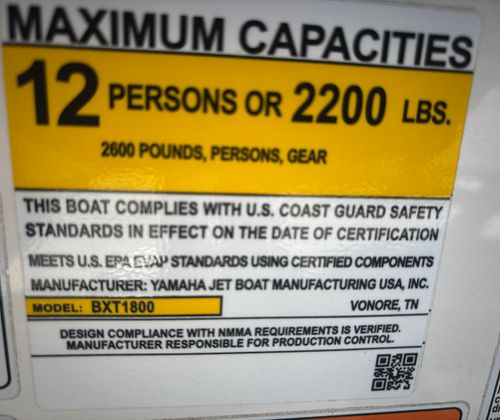 MAXIMUM CAPACITIES
12 PERSONS OR 2200 LBS.
2600 POUNDS, PERSONS, GEAR
THIS BOAT COMPLIES WITH U.S. COAST GUARD SAFETY
STANDARDS IN EFFECT ON THE DATE OF CERTIFICATION
MEETS U.S. EPA EVAP STANDARDS USING CERTIFIED COMPONENTS
MANUFACTURER: YAMAHA JET BOAT MANUFACTURING USA, INC.
MODEL: BXT1800 VONORE, TN
DESIGN COMPLIANCE WITH NMMA REQUIREMENTS IS VERIFIED.
MANUFACTURER RESPONSIBLE FOR PRODUCTION CONTROL.